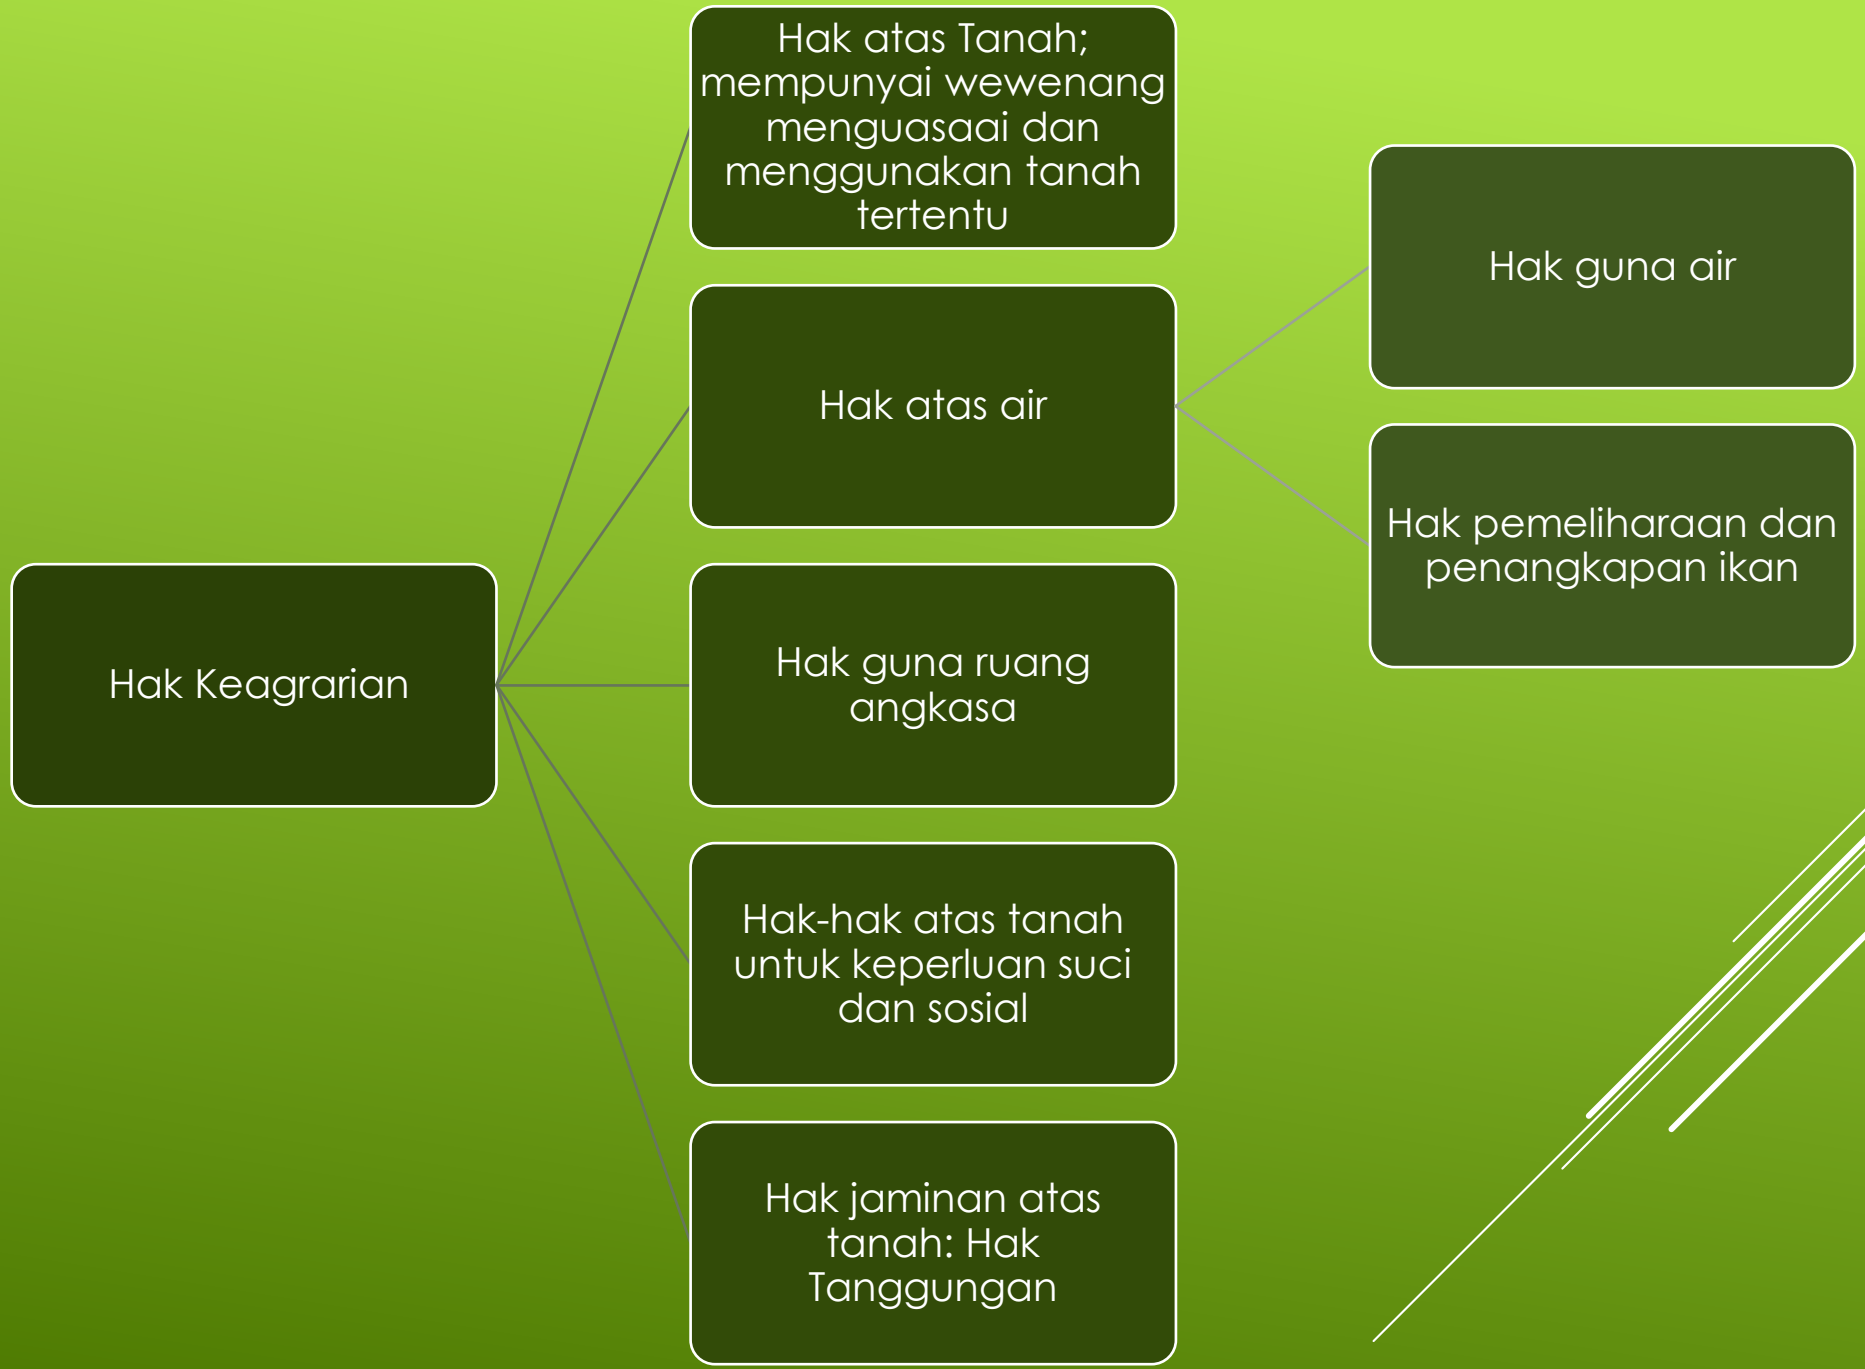 Hak Keagrarian
Hak atas Tanah;
mempunyai wewenang
menguasaai dan
menggunakan tanah
tertentu
Hak atas air
Hak guna air
Hak pemeliharaan dan
penangkapan ikan
Hak guna ruang
angkasa
Hak-hak atas tanah
untuk keperluan suci
dan sosial
Hak jaminan atas
tanah: Hak
Tanggungan